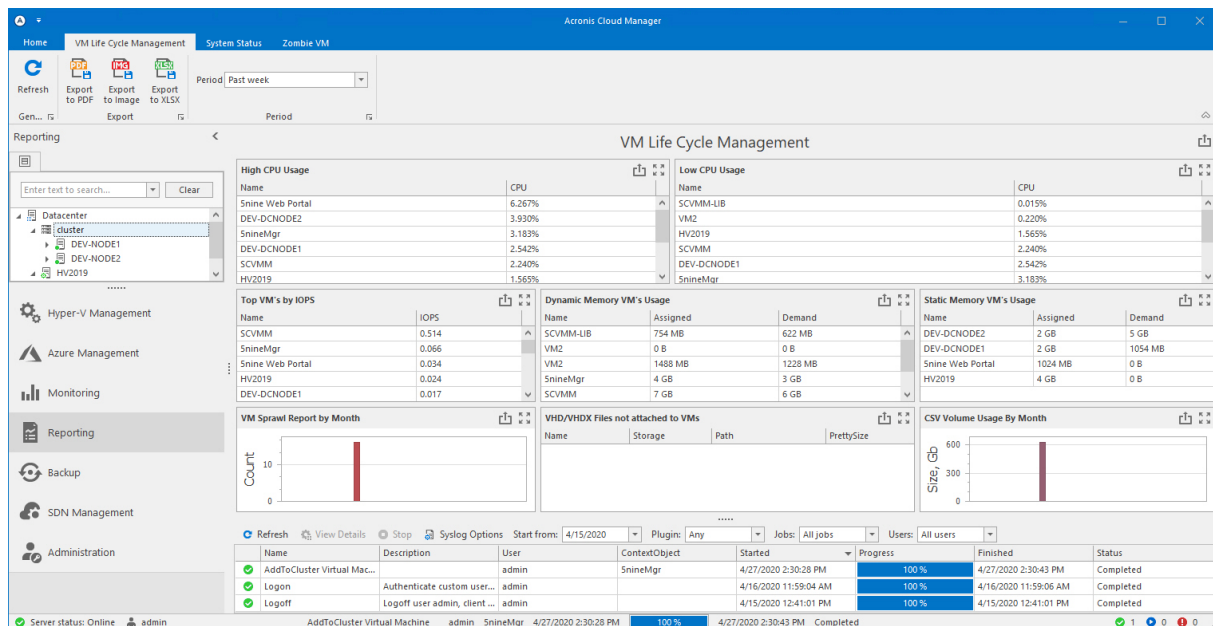 Acronis Cloud Manager
Home VM Life Cycle Management System Status Zombie VM
Refresh
Export to PDF
Export to Image
Export to XLSX
Period Past week
Gen... Export Period
Reporting
VM Life Cycle Management
Enter text to search... Clear
Datacenter
cluster
DEV-NODE1
DEV-NODE2
HV2019
Hyper-V Management
Azure Management
Monitoring
Reporting
Backup
SDN Management
Administration
High CPU Usage
Name CPU
5nine Web Portal 6.267%
DEV-DCNODE2 3.930%
5nineMgr 3.183%
DEV-DCNODE1 2.542%
SCVMM 2.240%
HV2019 1.565%
Low CPU Usage
Name CPU
SCVMM-LIB 0.015%
VM2 0.220%
HV2019 1.565%
SCVMM 2.240%
DEV-DCNODE1 2.542%
5nineMgr 3.183%
Top VM's by IOPS
Name IOPS
SCVMM 0.514
5nineMgr 0.066
5nine Web Portal 0.034
HV2019 0.024
DEV-DCNODE1 0.017
Dynamic Memory VM's Usage
Name Assigned Demand
SCVMM-LIB 754 MB 622 MB
VM2 0 B 0 B
VM2 1488 MB 1228 MB
5nineMgr 4 GB 3 GB
SCVMM 7 GB 6 GB
Static Memory VM's Usage
Name Assigned Demand
DEV-DCNODE2 2 GB 5 GB
DEV-DCNODE1 2 GB 1054 MB
5nine Web Portal 1024 MB 0 B
HV2019 4 GB 0 B
VM Sprawl Report by Month
Count
10
0
VHD/VHDX Files not attached to VMs
Name Storage Path PrettySize
CSV Volume Usage By Month
Size, Gb
600
300
0
Refresh View Details Stop Syslog Options Start from: 4/15/2020 Plugin: Any Jobs: All jobs Users: All users
Name Description User ContextObject Started Progress Finished Status
AddToCluster Virtual Mac... admin 5nineMgr 4/27/2020 2:30:28 PM 100 % 4/27/2020 2:30:43 PM Completed
Logon Authenticate custom user... admin 4/16/2020 11:59:04 AM 100 % 4/16/2020 11:59:06 AM Completed
Logoff Logoff user admin, client ... admin 4/15/2020 12:41:01 PM 100 % 4/15/2020 12:41:01 PM Completed
Server status: Online admin AddToCluster Virtual Machine admin 5nineMgr 4/27/2020 2:30:28 PM 100 % 4/27/2020 2:30:43 PM Completed 1 0 0